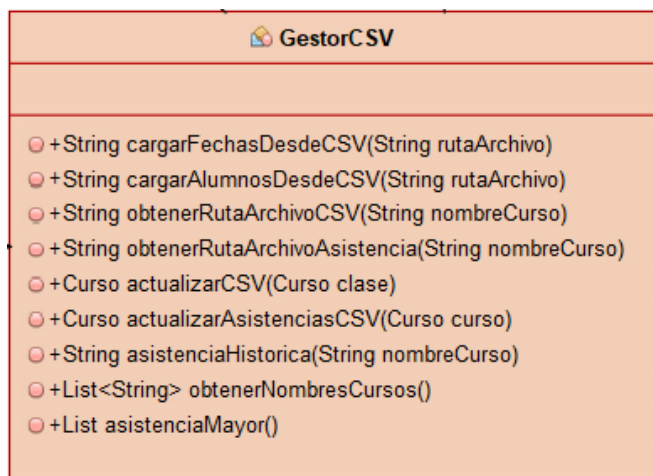 GestorCSV
+String cargarFechasDesdeCSV(String rutaArchivo)
+String cargarAlumnosDesdeCSV(String rutaArchivo)
+String obtenerRutaArchivoCSV(String nombreCurso)
+String obtenerRutaArchivoAsistencia(String nombreCurso)
+Curso actualizarCSV(Curso clase)
+Curso actualizarAsistenciasCSV(Curso curso)
+String asistenciaHistorica(String nombreCurso)
+List<String> obtenerNombresCursos()
+List asistenciaMayor()